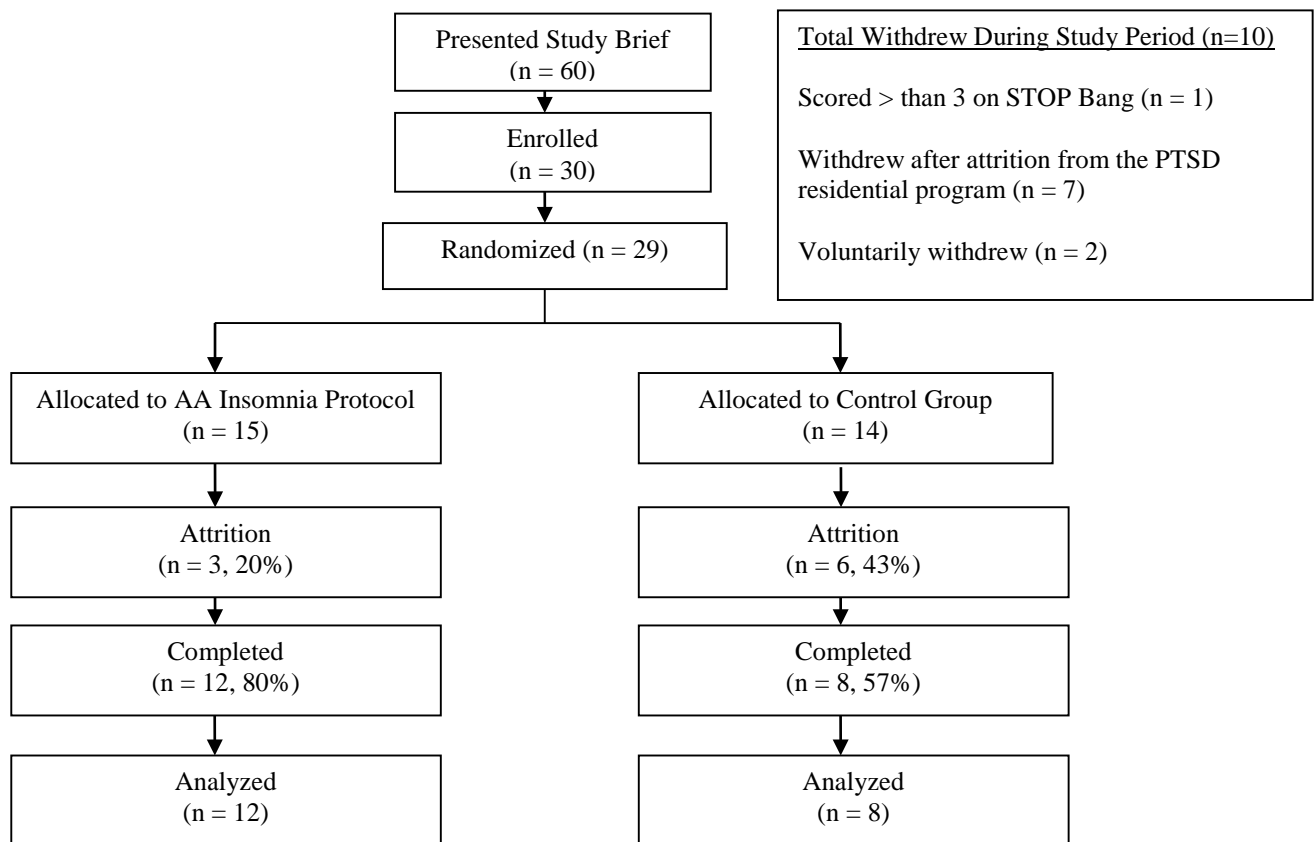 Presented Study Brief
(n = 60)
Total Withdrew During Study Period (n=10)
Scored > than 3 on STOP Bang (n = 1)
Withdrew after attrition from the PTSD
residential program (n = 7)
Voluntarily withdrew (n = 2)
Enrolled
(n = 30)
Randomized (n = 29)
Allocated to AA Insomnia Protocol
(n = 15)
Allocated to Control Group
(n = 14)
Attrition
(n = 3, 20%)
Attrition
(n = 6, 43%)
Completed
(n = 12, 80%)
Completed
(n = 8, 57%)
Analyzed
(n = 12)
Analyzed
(n = 8)